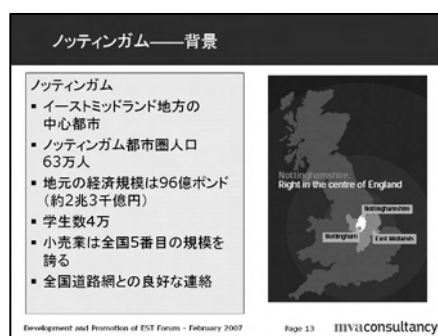 ノッティンガム――背景
ノッティンガム
▪ イーストミッドランド地方の
中心都市
▪ ノッティンガム都市圏人口
63万人
▪ 地元の経済規模は96億ポンド
(約2兆3千億円)
▪ 学生数4万
▪ 小売業は全国5番目の規模を
誇る
▪ 全国道路網との良好な連絡
Nottinghamshire.
Right in the centre of England
Nottinghamshire
Nottingham
East Midlands
Development and Promotion of EST Forum - February 2007
Page 13
mvaconsultancy